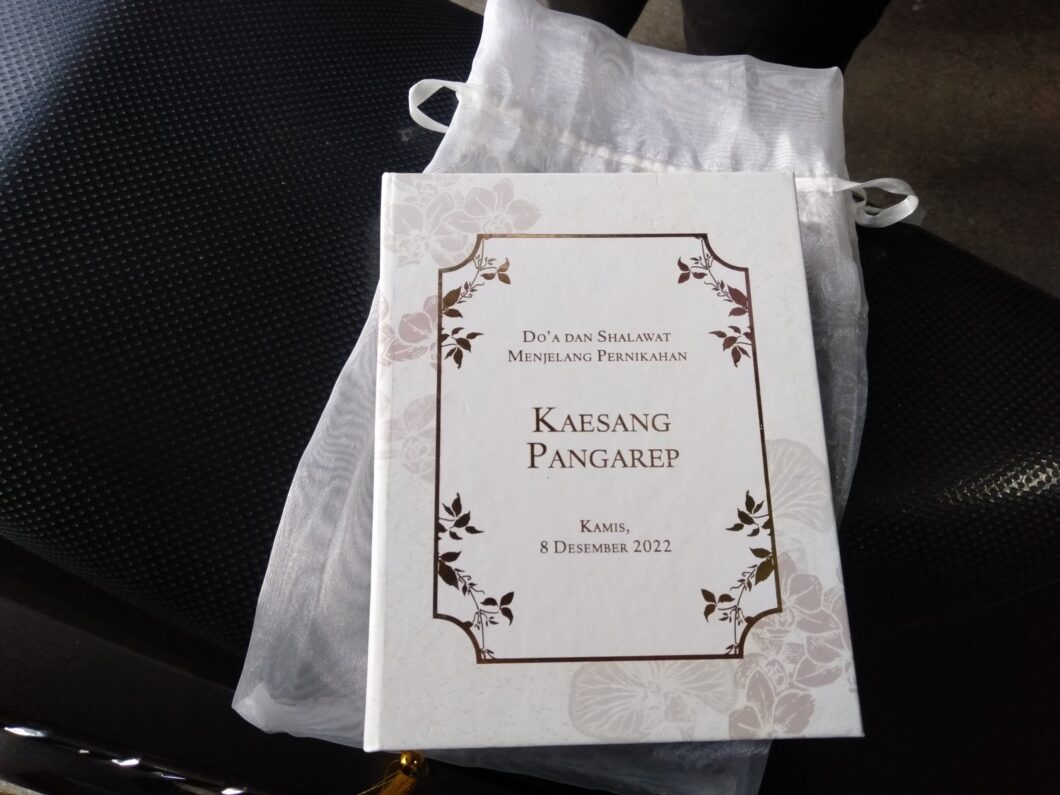 Do'a dan Shalawat
Menjelang Pernikahan
Kaesang
Pangarep
Kamis,
8 Desember 2022